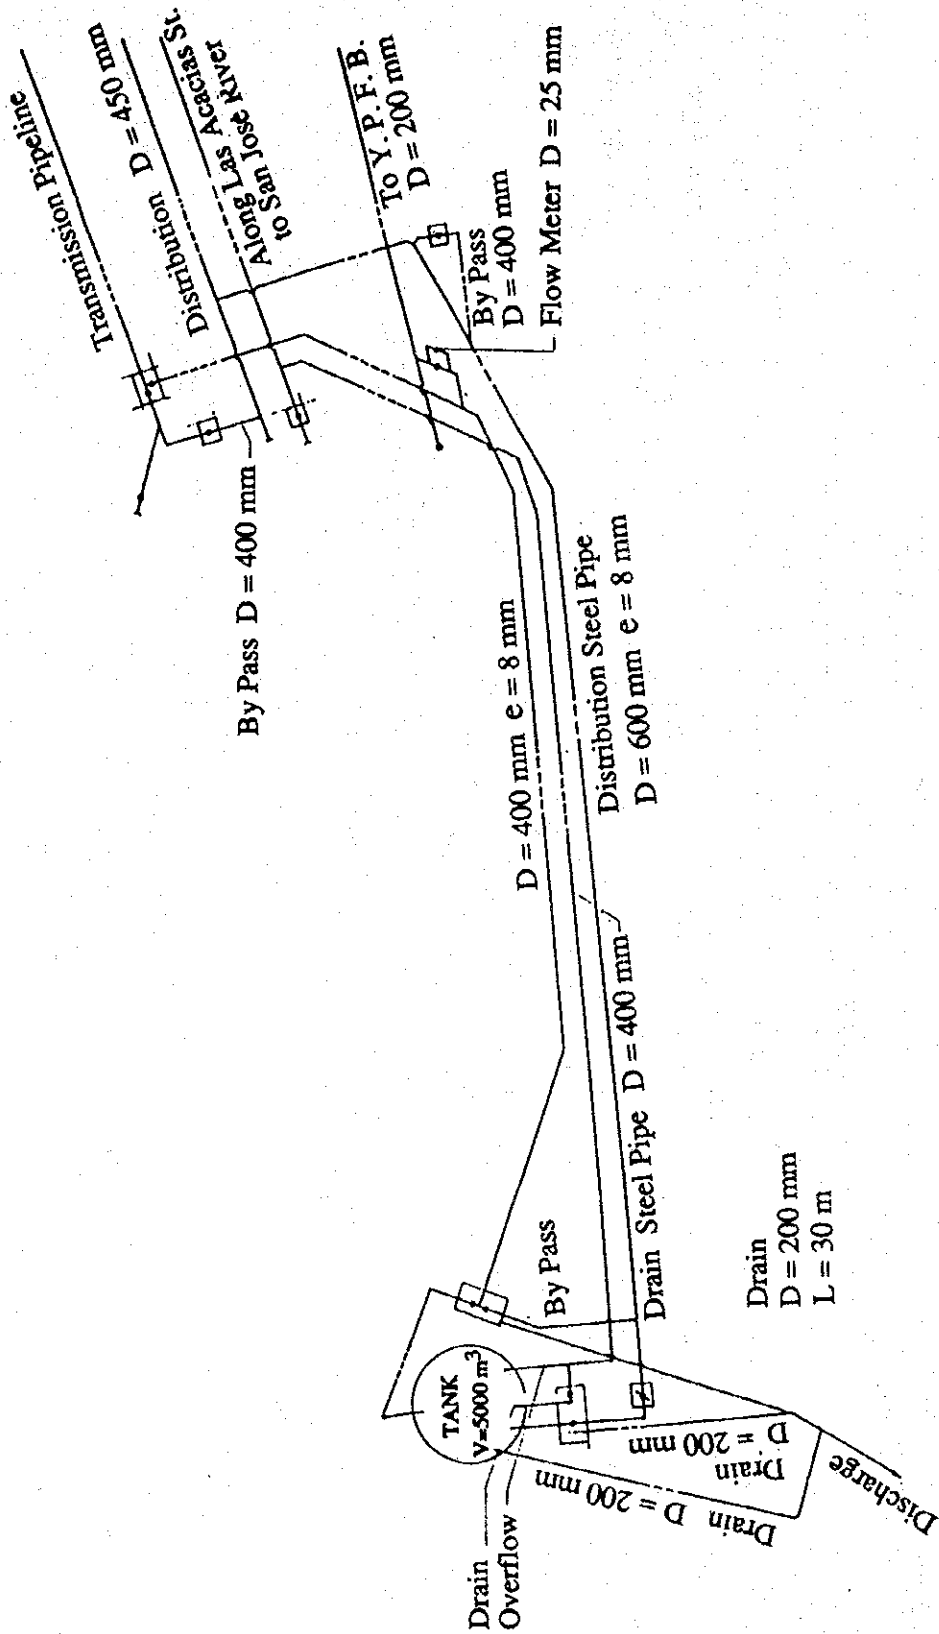 Transmission Pipeline
Distribution D = 450 mm
Along Las Acacias St.
to San Jose River
To Y. P. F. B.
D = 200 mm
By Pass
D = 400 mm
Flow Meter D = 25 mm
By Pass D = 400 mm
D = 400 mm e = 8 mm
Distribution Steel Pipe
D = 600 mm e = 8 mm
Drain Steel Pipe D = 400 mm
By Pass
Drain
D = 200 mm
L = 30 m
TANK
V=5000 m³
Drain
D = 200 mm
Drain D = 200 mm
Discharge
Drain
Overflow